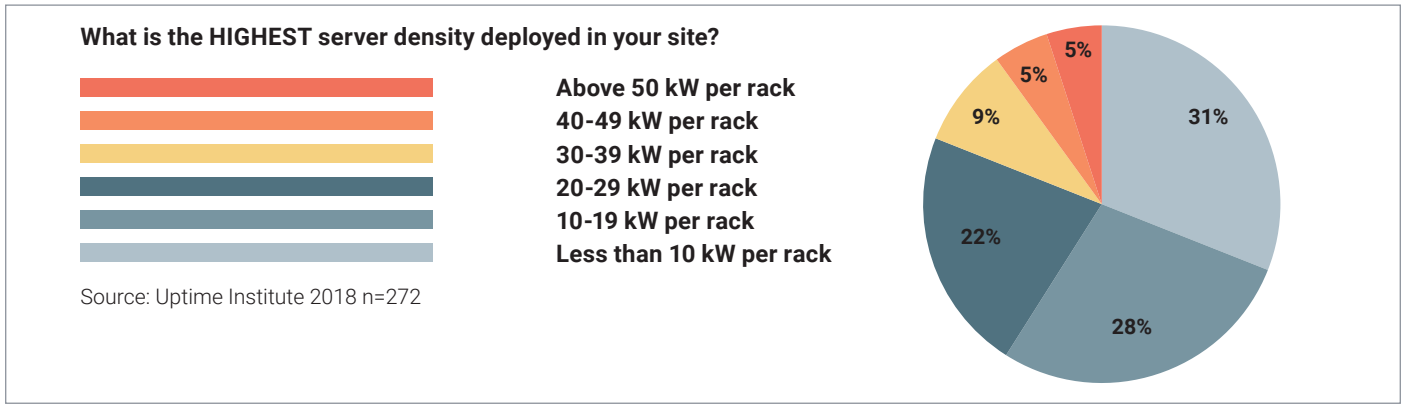 What is the HIGHEST server density deployed in your site?
Above 50 kW per rack
40-49 kW per rack
30-39 kW per rack
20-29 kW per rack
10-19 kW per rack
Less than 10 kW per rack
Source: Uptime Institute 2018 n=272
5%
5%
31%
9%
22%
28%